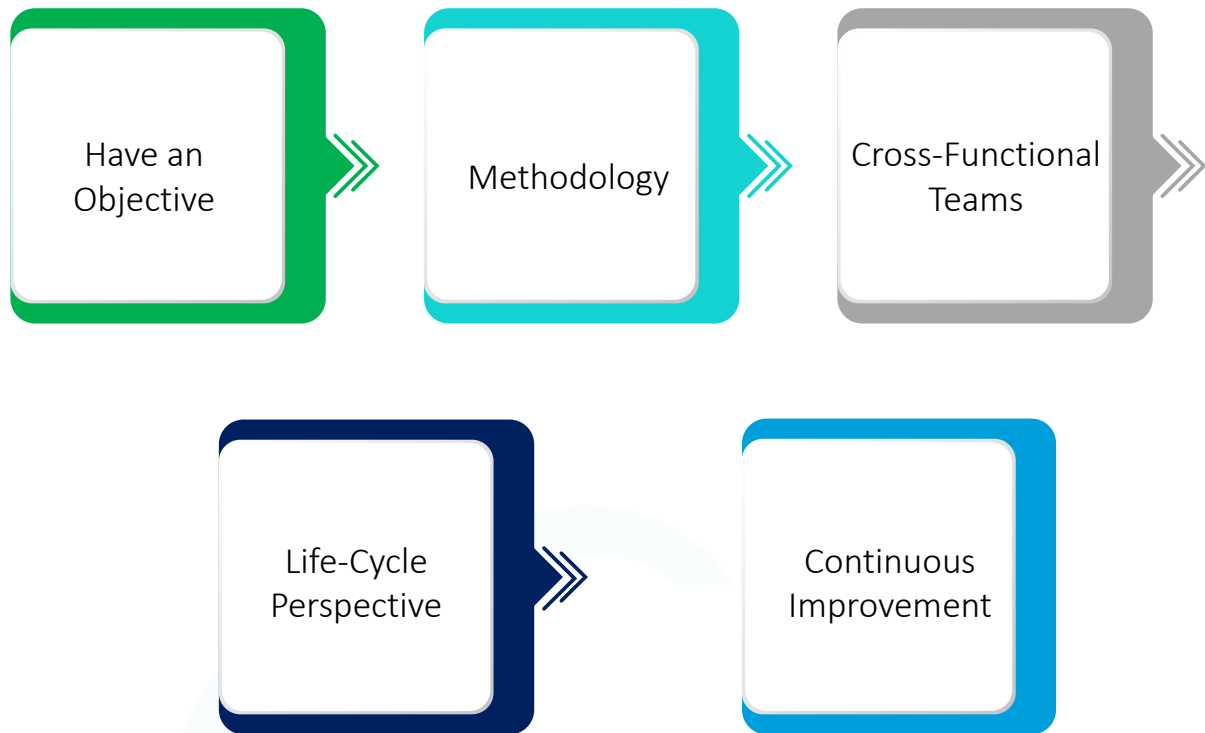 Have an
Objective
Methodology
Cross-Functional
Teams
Life-Cycle
Perspective
Continuous
Improvement